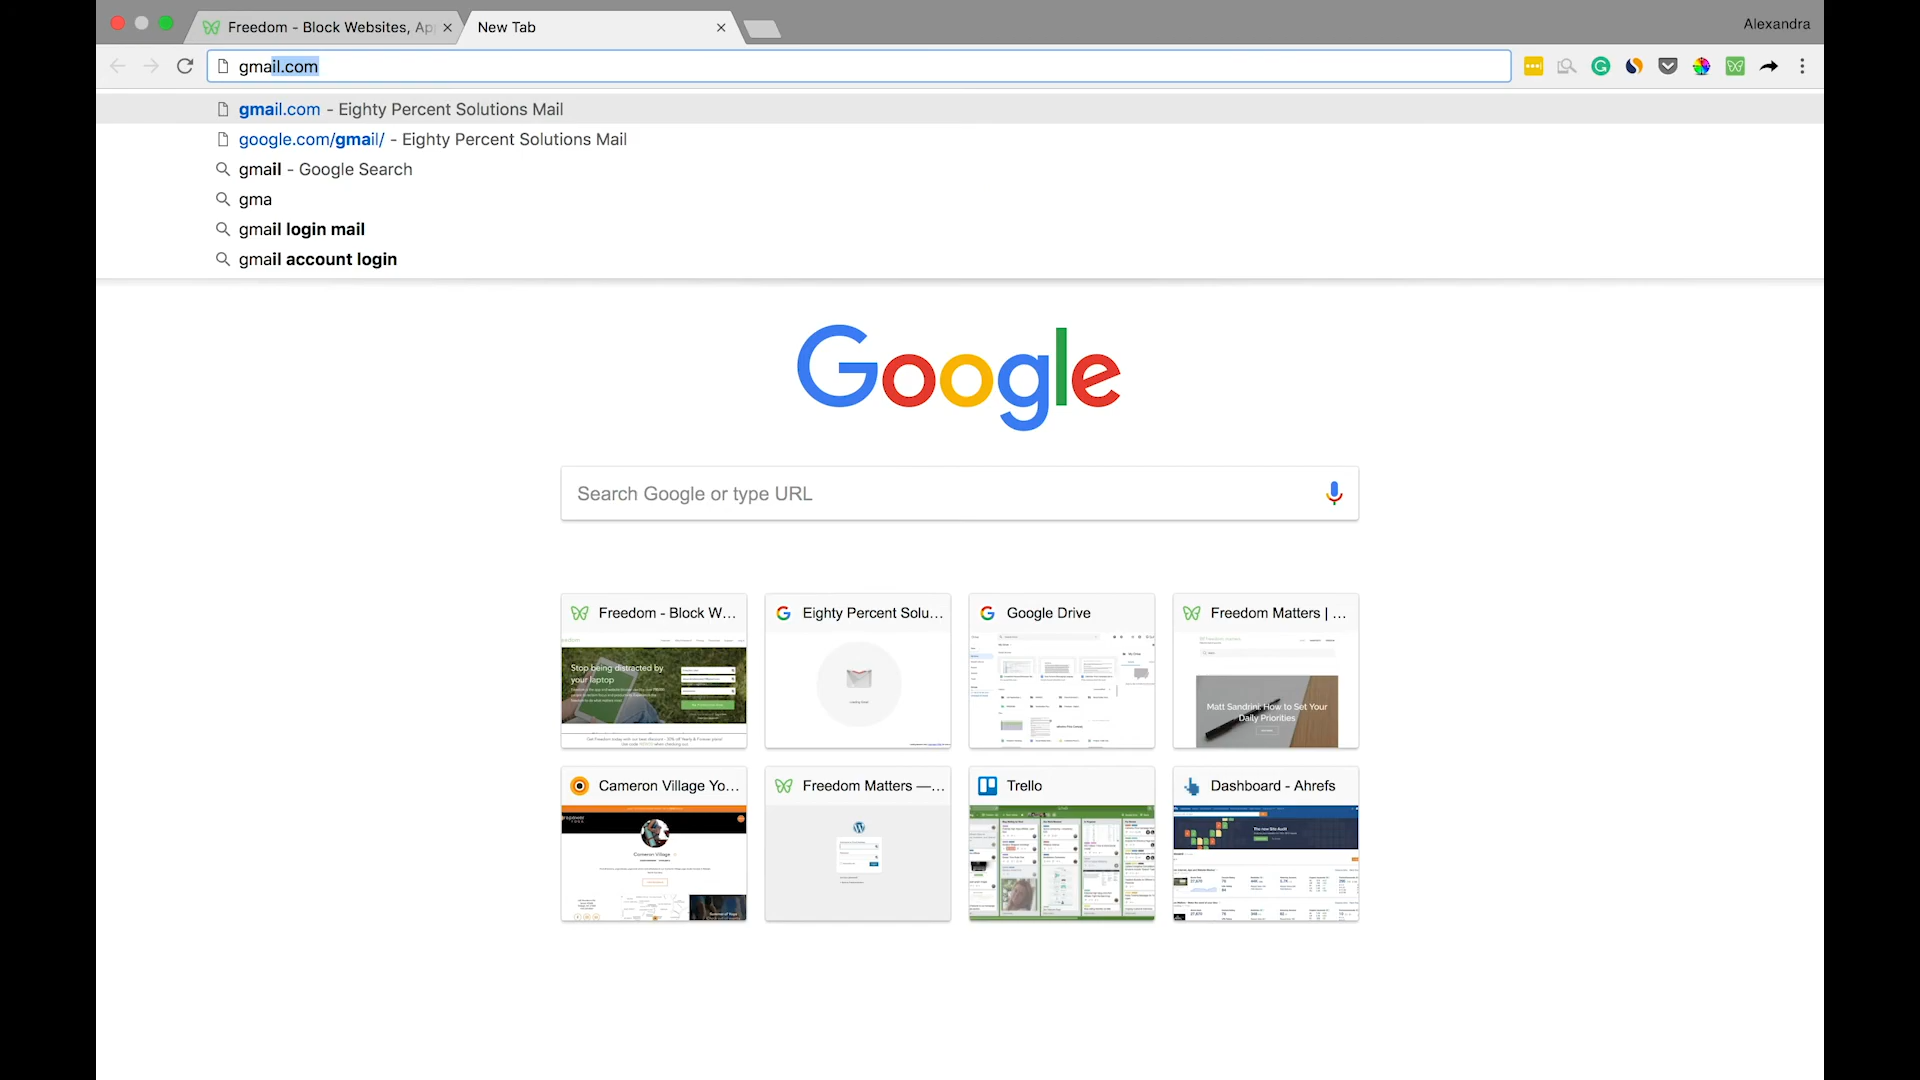 Freedom - Block Websites, Ap
New Tab
Alexandra
gmail.com
gmail.com - Eighty Percent Solutions Mail
google.com/gmail/ - Eighty Percent Solutions Mail
gmail - Google Search
gma
gmail login mail
gmail account login
Google
Search Google or type URL
Freedom - Block W...
Eighty Percent Solu...
Google Drive
Freedom Matters | ...
Stop being distracted by
your laptop
Matt Sandrini: How to Set Your
Daily Priorities
Cameron Village Yo...
Freedom Matters —...
Trello
Dashboard - Ahrefs
Cameron Village